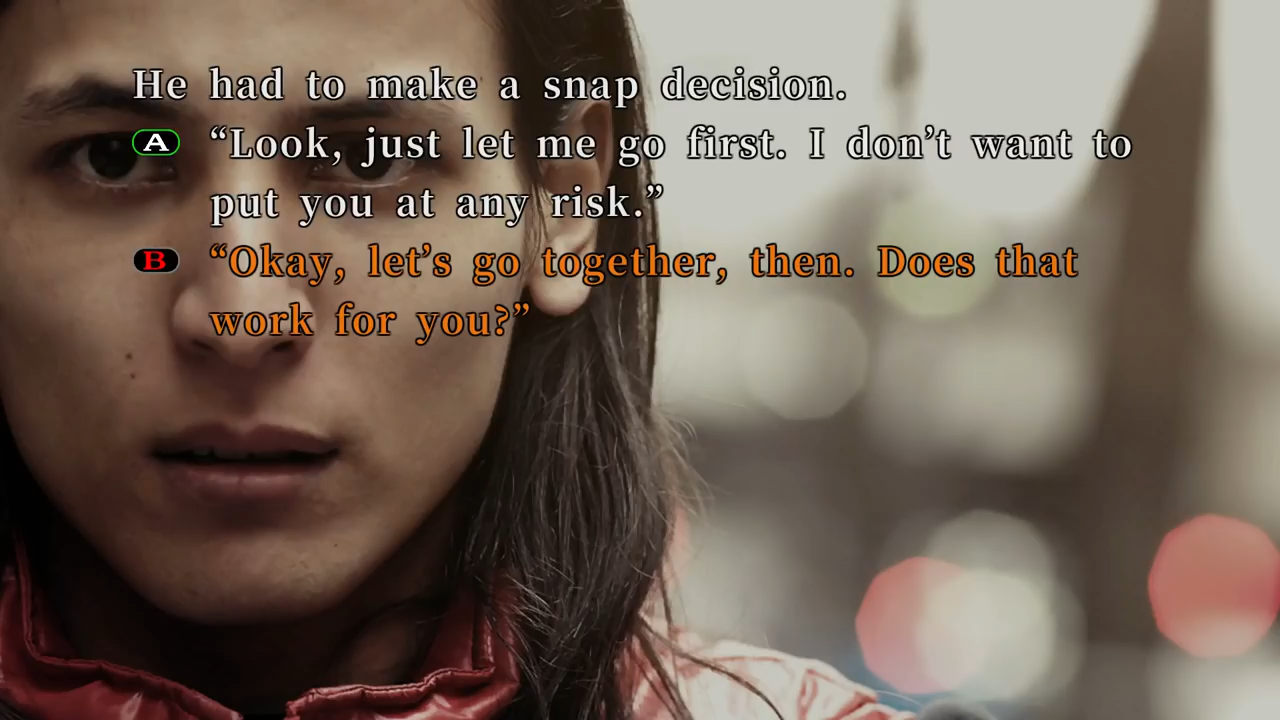 He had to make a snap decision.
A “Look, just let me go first. I don’t want to
put you at any risk.”
B “Okay, let’s go together, then. Does that
work for you?”